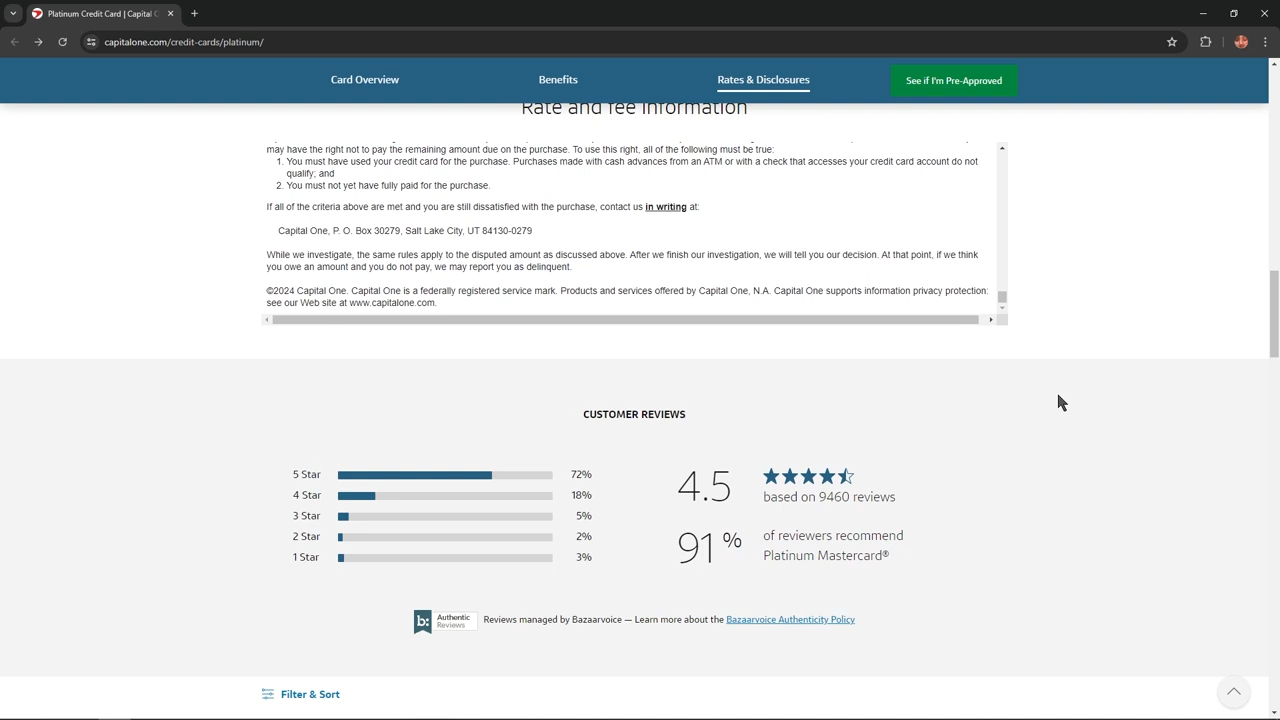 Platinum Credit Card | Capital O
capitalone.com/credit-cards/platinum/
Card Overview
Benefits
Rates & Disclosures
See if I'm Pre-Approved
Rate and fee information
may have the right not to pay the remaining amount due on the purchase. To use this right, all of the following must be true:
1. You must have used your credit card for the purchase. Purchases made with cash advances from an ATM or with a check that accesses your credit card account do not
qualify; and
2. You must not yet have fully paid for the purchase.
If all of the criteria above are met and you are still dissatisfied with the purchase, contact us in writing at:
Capital One, P. O. Box 30279, Salt Lake City, UT 84130-0279
While we investigate, the same rules apply to the disputed amount as discussed above. After we finish our investigation, we will tell you our decision. At that point, if we think
you owe an amount and you do not pay, we may report you as delinquent.
©2024 Capital One. Capital One is a federally registered service mark. Products and services offered by Capital One, N.A. Capital One supports information privacy protection:
see our Web site at www.capitalone.com.
CUSTOMER REVIEWS
5 Star 72%
4 Star 18%
3 Star 5%
2 Star 2%
1 Star 3%
4.5
based on 9460 reviews
91%
of reviewers recommend
Platinum Mastercard®
b:
Authentic
Reviews
Reviews managed by Bazaarvoice — Learn more about the Bazaarvoice Authenticity Policy
Filter & Sort